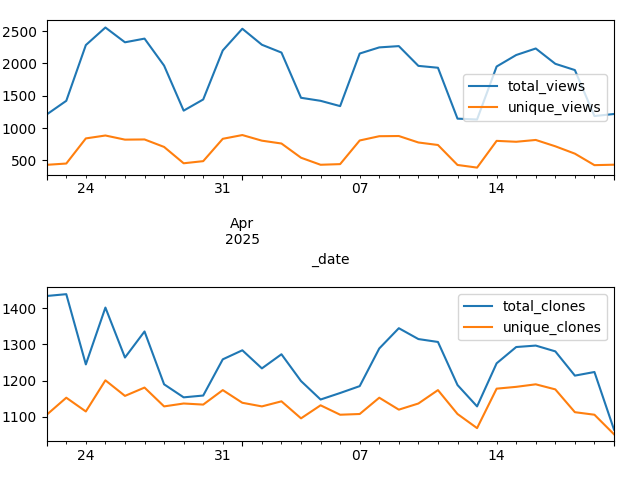 2500
2000
1500
1000
500
total_views
unique_views
24 31 07 14
Apr
2025
_date
1400
1300
1200
1100
total_clones
unique_clones
24 31 07 14